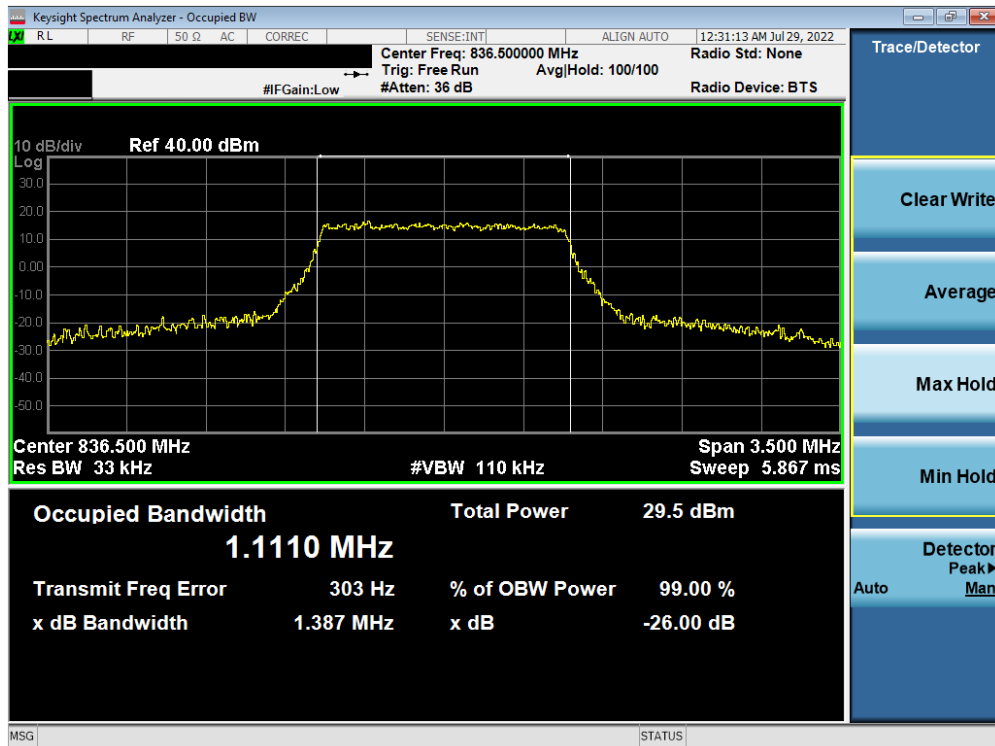 Keysight Spectrum Analyzer - Occupied BW
LXI RL RF 50 Ω AC CORREC SENSE:INT ALIGN AUTO 12:31:13 AM Jul 29, 2022
Center Freq: 836.500000 MHz Radio Std: None
Trig: Free Run Avg|Hold: 100/100
#IFGain:Low #Atten: 36 dB Radio Device: BTS
Trace/Detector
10 dB/div Ref 40.00 dBm
Log
30.0
20.0
10.0
0.00
-10.0
-20.0
-30.0
-40.0
-50.0
Center 836.500 MHz Span 3.500 MHz
Res BW 33 kHz #VBW 110 kHz Sweep 5.867 ms
Occupied Bandwidth Total Power 29.5 dBm
1.1110 MHz
Transmit Freq Error 303 Hz % of OBW Power 99.00 %
x dB Bandwidth 1.387 MHz x dB -26.00 dB
Clear Write
Average
Max Hold
Min Hold
Detector
Peak▶
Auto Man
MSG STATUS